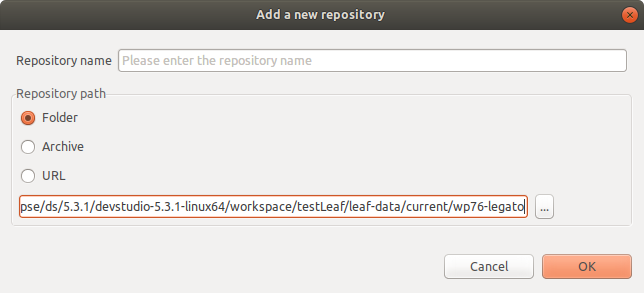 Add a new repository
Repository name Please enter the repository name
Repository path
Folder
Archive
URL
pse/ds/5.3.1/devstudio-5.3.1-linux64/workspace/testLeaf/leaf-data/current/wp76-legato ...
Cancel OK